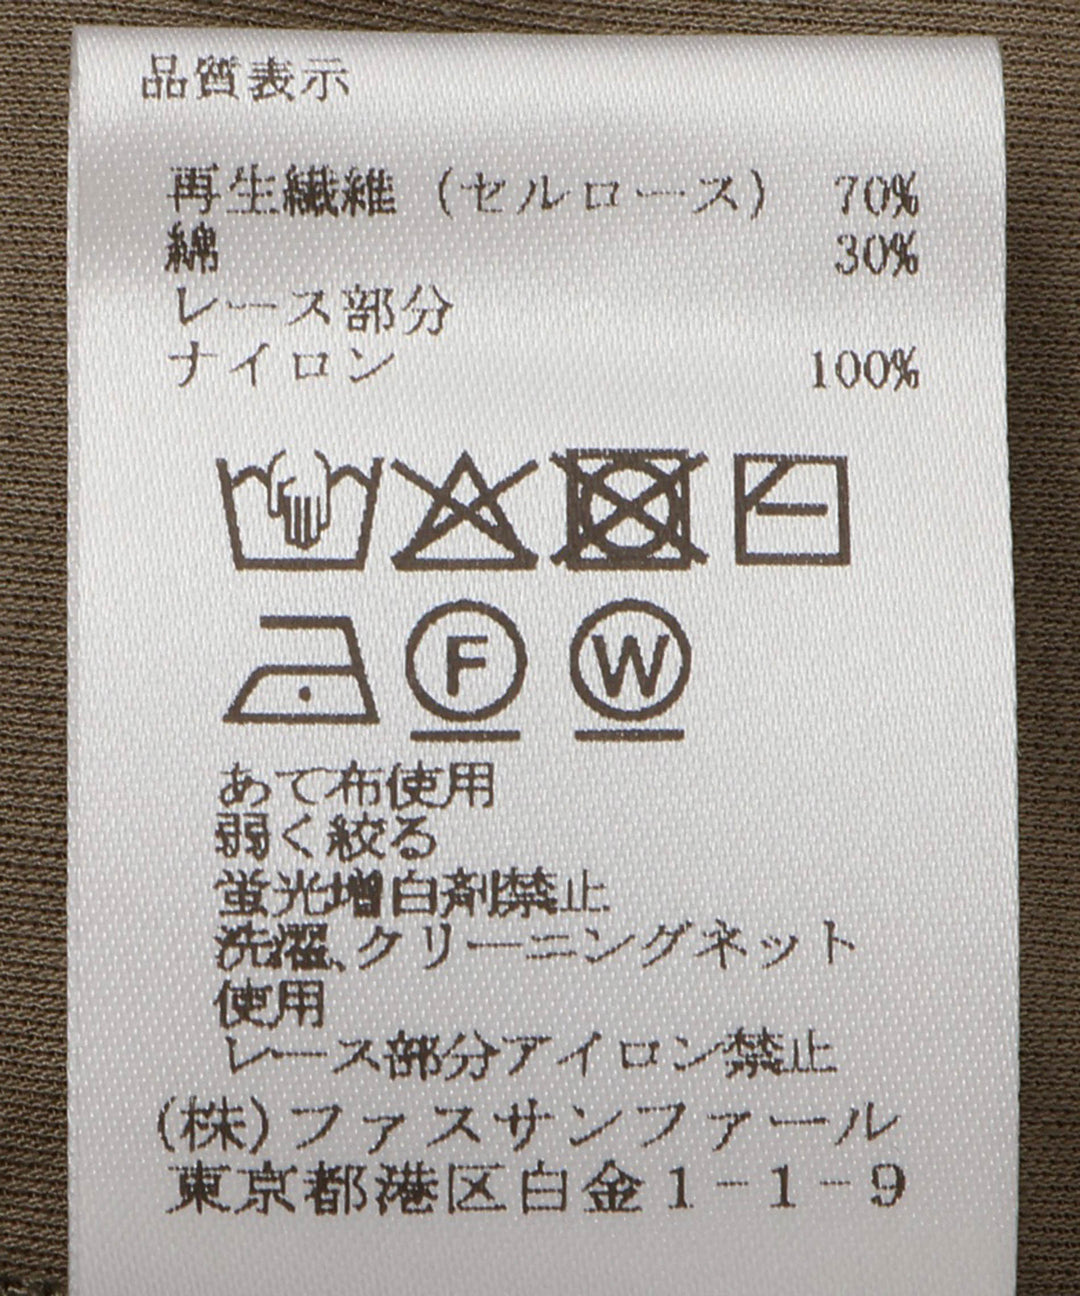 品質表示
再生繊維（セルロース） 70%
綿 30%
レース部分
ナイロン 100%
F W
あて布使用
弱く絞る
蛍光増白剤禁止
洗濯、クリーニングネット
使用
レース部分アイロン禁止
(株)ファスサンファール
東京都港区白金1-1-9